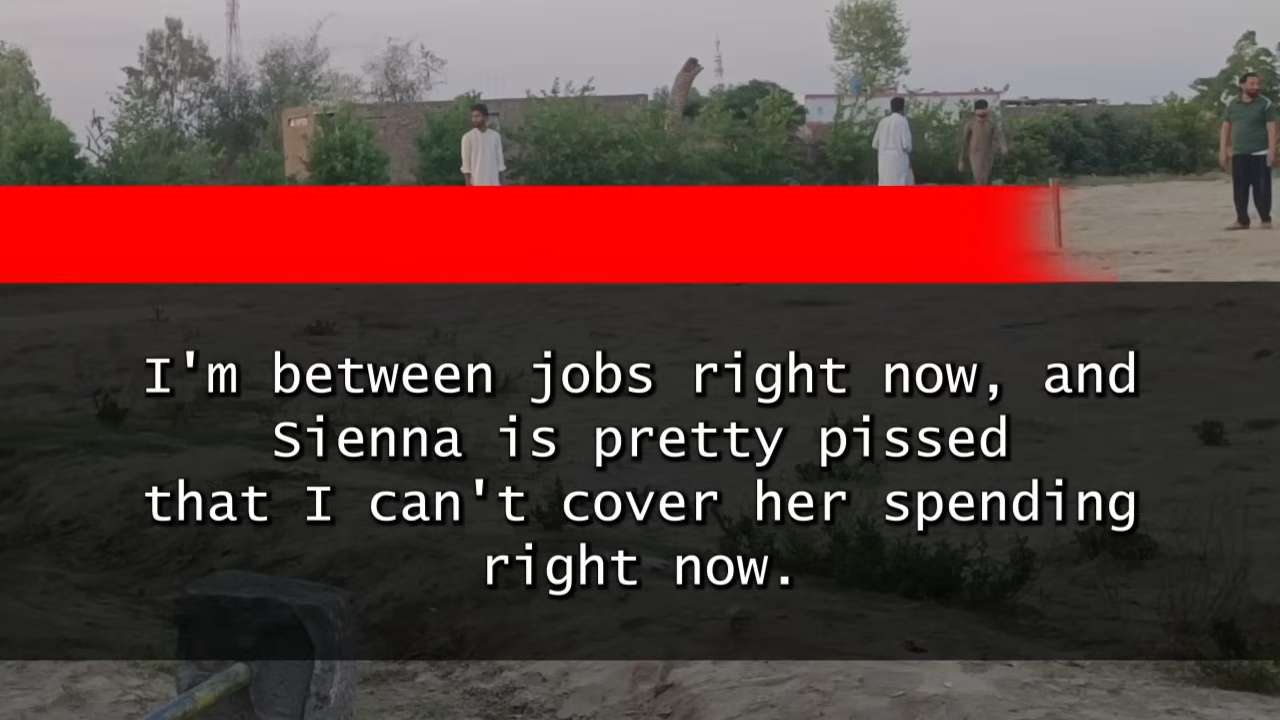 I'm between jobs right now, and
Sienna is pretty pissed
that I can't cover her spending
right now.